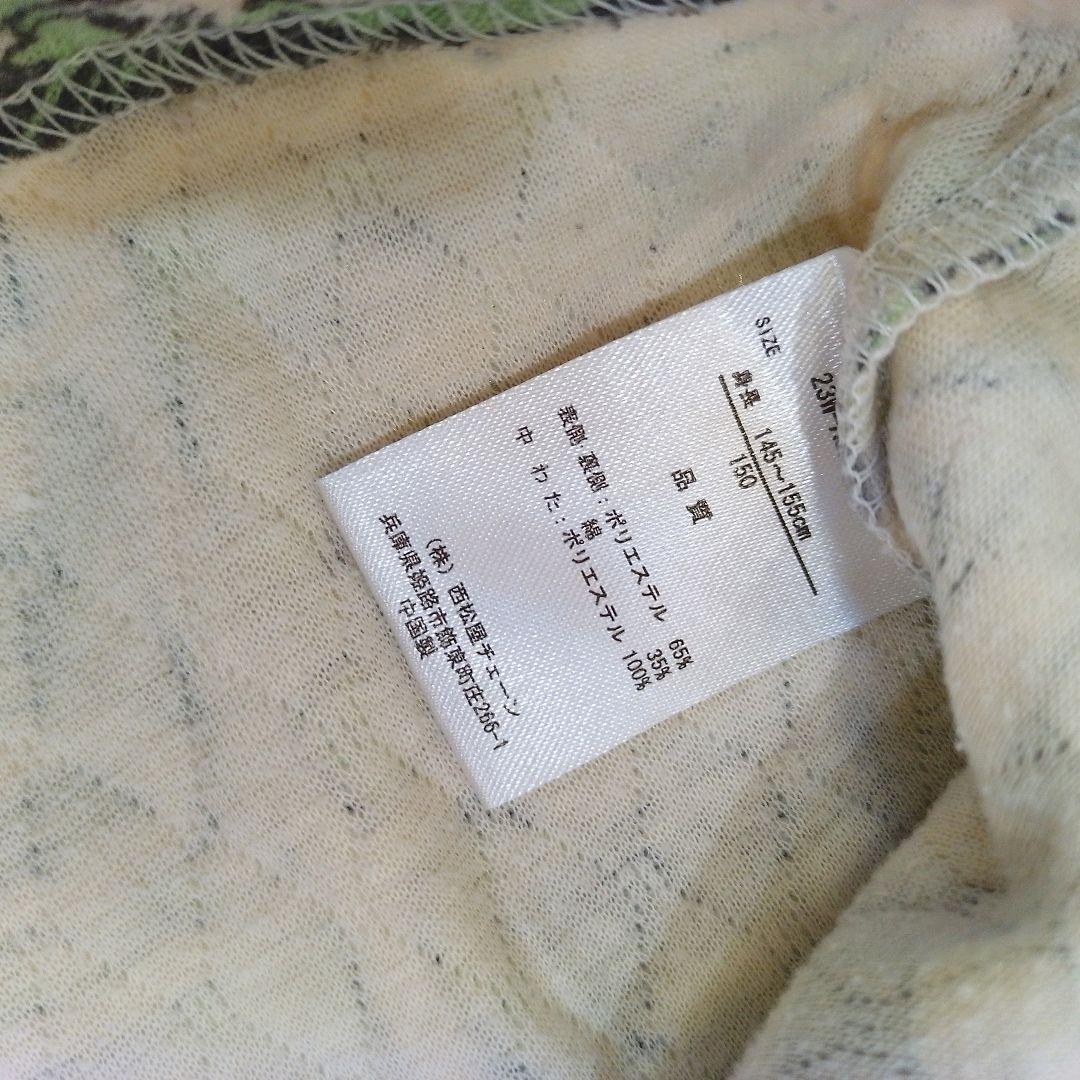 SIZE
身長 145～155cm
150
品質
表側・裏側：ポリエステル 65%
綿 35%
中わた：ポリエステル 100%
（株）西松屋チェーン
兵庫県姫路市飾東町庄266-1
中国製